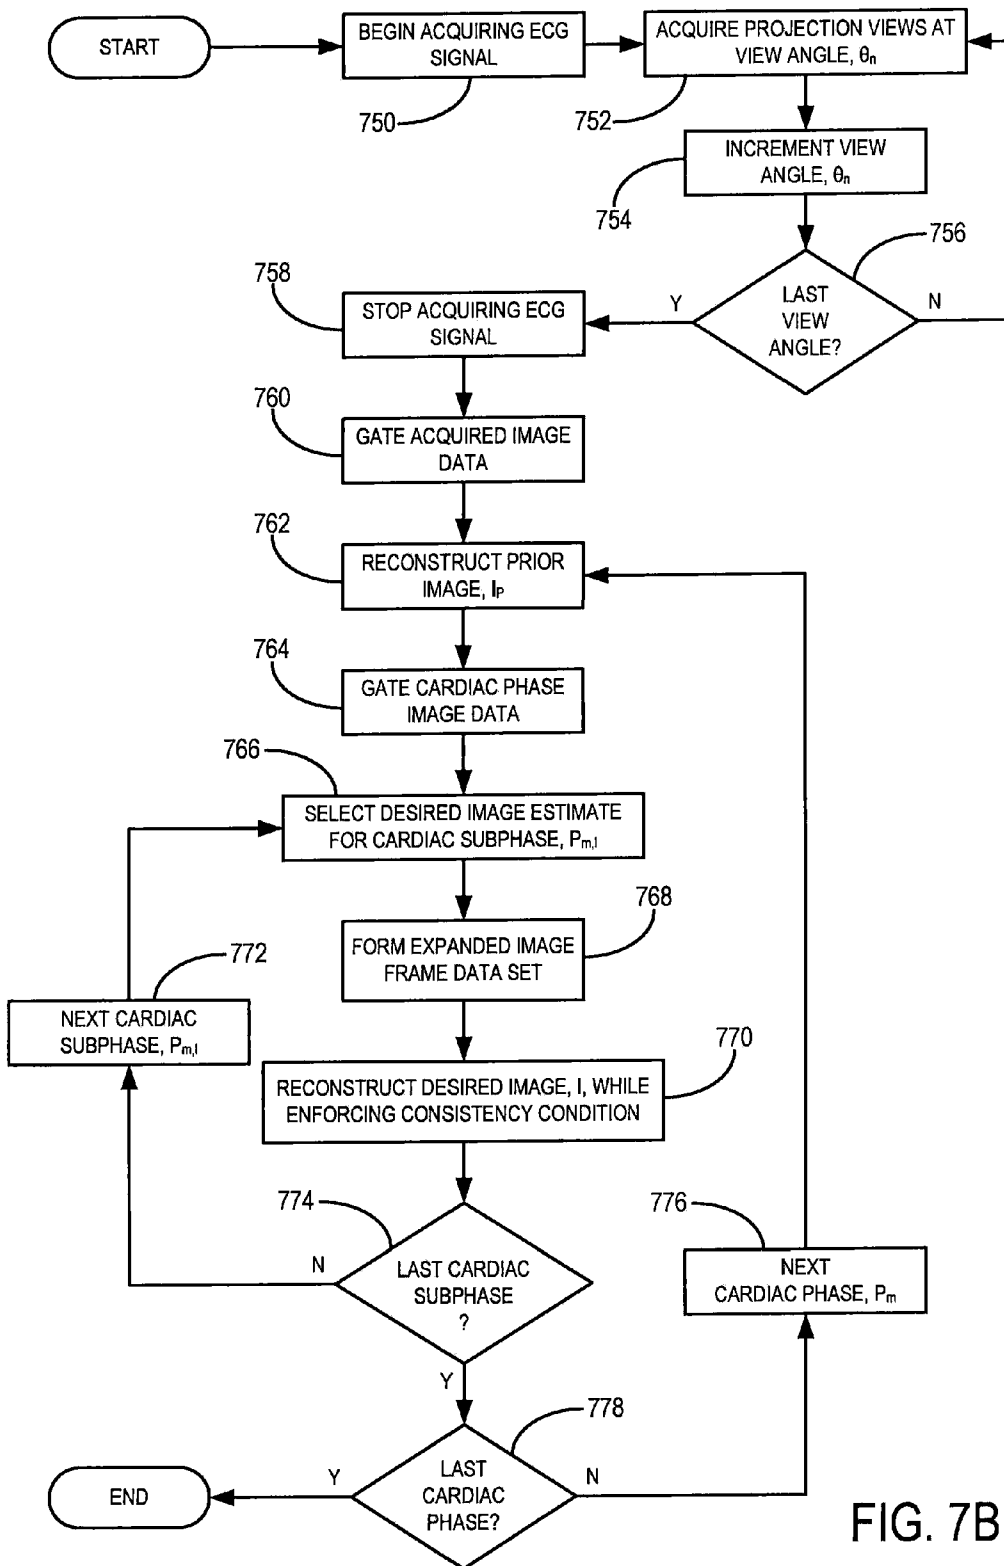 START
BEGIN ACQUIRING ECG
SIGNAL
ACQUIRE PROJECTION VIEWS AT
VIEW ANGLE, θn
750
752
INCREMENT VIEW
ANGLE, θn
754
756
758
STOP ACQUIRING ECG
SIGNAL
Y
LAST
VIEW
ANGLE?
N
760
GATE ACQUIRED IMAGE
DATA
762
RECONSTRUCT PRIOR
IMAGE, IP
764
GATE CARDIAC PHASE
IMAGE DATA
766
SELECT DESIRED IMAGE ESTIMATE
FOR CARDIAC SUBPHASE, Pm,l
768
FORM EXPANDED IMAGE
FRAME DATA SET
772
NEXT CARDIAC
SUBPHASE, Pm,l
770
RECONSTRUCT DESIRED IMAGE, I, WHILE
ENFORCING CONSISTENCY CONDITION
774
N
LAST CARDIAC
SUBPHASE
?
776
NEXT
CARDIAC PHASE, Pm
Y
778
END
Y
LAST
CARDIAC
PHASE?
N
FIG. 7B